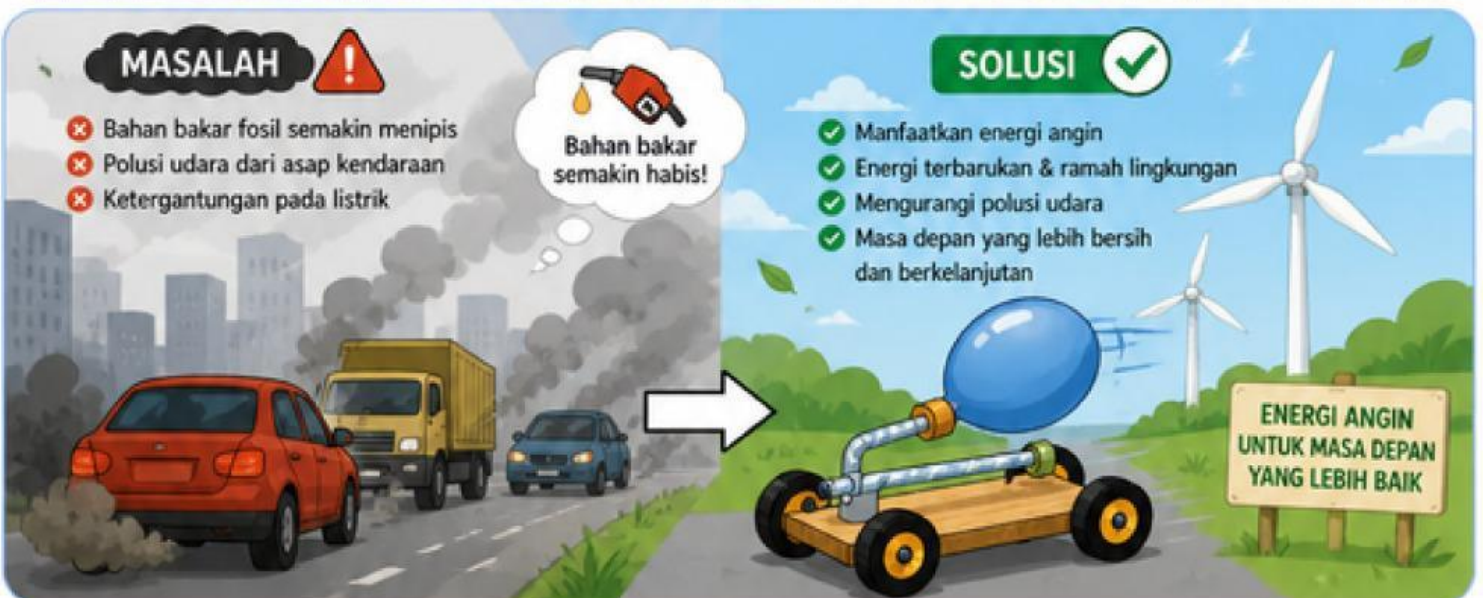 MASALAH
Bahan bakar fosil semakin menipis
Polusi udara dari asap kendaraan
Ketergantungan pada listrik
Bahan bakar
semakin habis!
SOLUSI
Manfaatkan energi angin
Energi terbarukan & ramah lingkungan
Mengurangi polusi udara
Masa depan yang lebih bersih
dan berkelanjutan
ENERGI ANGIN
UNTUK MASA DEPAN
YANG LEBIH BAIK